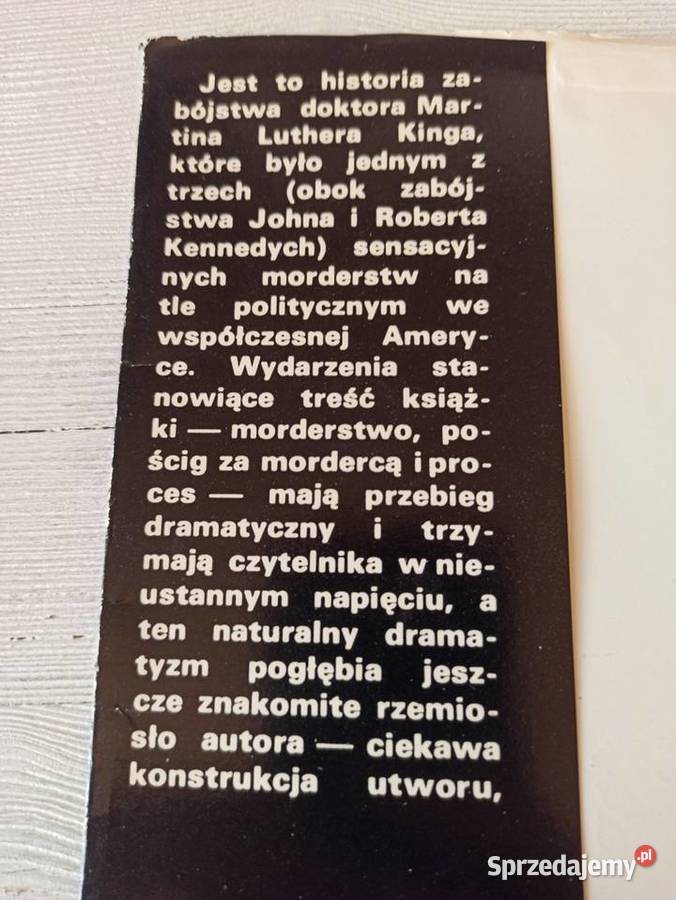 Jest to historia za-
bójstwa doktora Mar-
tina Luthera Kinga,
które było jednym z
trzech (obok zabój-
stwa Johna i Roberta
Kennedych) sensacyj-
nych morderstw na
tle politycznym we
współczesnej Amery-
ce. Wydarzenia sta-
nowiące treść książ-
ki — morderstwo, po-
ścig za mordercą i pro-
ces — mają przebieg
dramatyczny i trzy-
mają czytelnika w nie-
ustannym napięciu, a
ten naturalny drama-
tyzm pogłębia jesz-
cze znakomite rzemio-
sło autora — ciekawa
konstrukcja utworu,
Sprzedajemy.pl